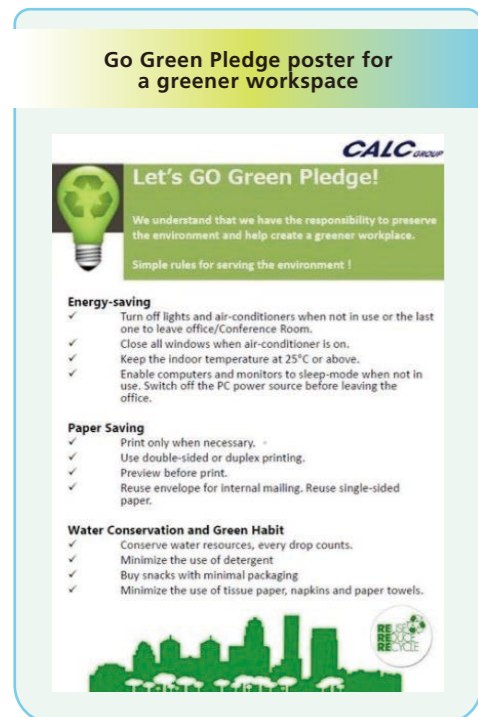 Go Green Pledge poster for
a greener workspace
CALC GROUP
Let's GO Green Pledge!
We understand that we have the responsibility to preserve
the environment and help create a greener workplace.
Simple rules for serving the environment !
Energy-saving
✓ Turn off lights and air-conditioners when not in use or the last
one to leave office/Conference Room.
✓ Close all windows when air-conditioner is on.
✓ Keep the indoor temperature at 25°C or above.
✓ Enable computers and monitors to sleep-mode when not in
use. Switch off the PC power source before leaving the
office.
Paper Saving
✓ Print only when necessary.
✓ Use double-sided or duplex printing.
✓ Preview before print.
✓ Reuse envelope for internal mailing. Reuse single-sided
paper.
Water Conservation and Green Habit
✓ Conserve water resources, every drop counts.
✓ Minimize the use of detergent
✓ Buy snacks with minimal packaging
✓ Minimize the use of tissue paper, napkins and paper towels.
REUSE
REDUCE
RECYCLE